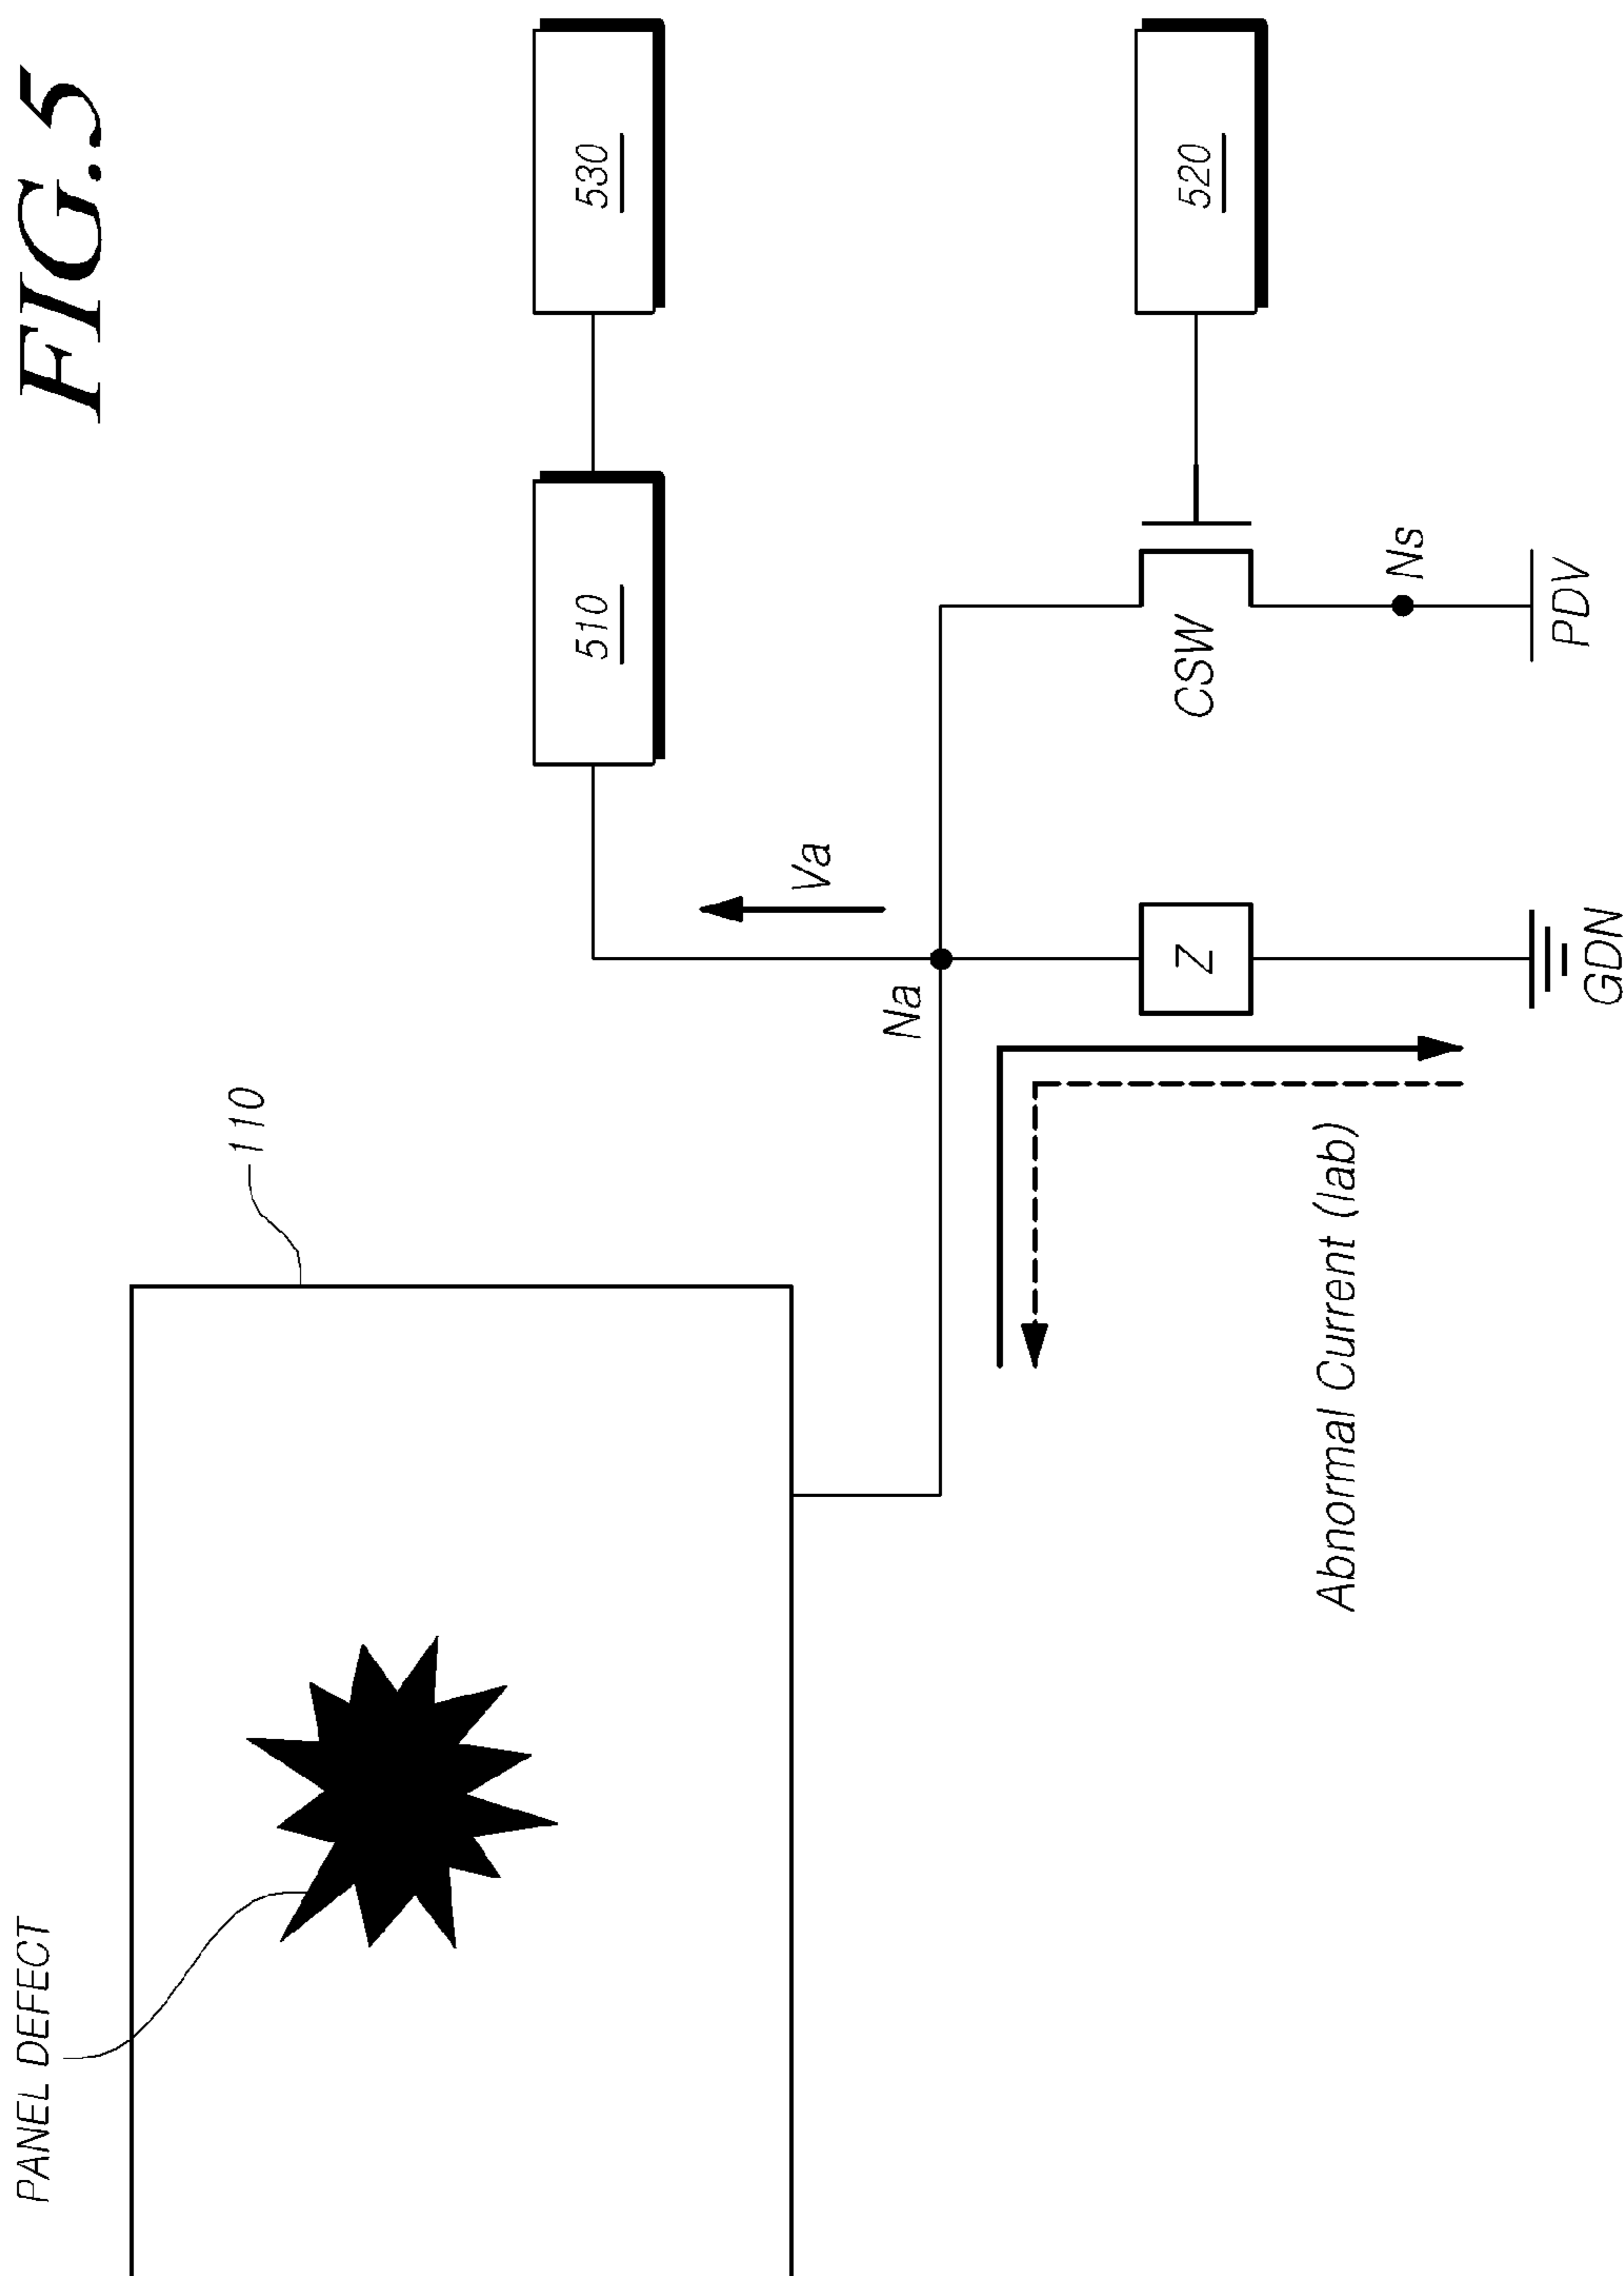 FIG.5
PANEL DEFECT
110
510
530
Va
Na
Z
CSW
520
Ns
Abnormal Current (Iab)
GDN
PDV